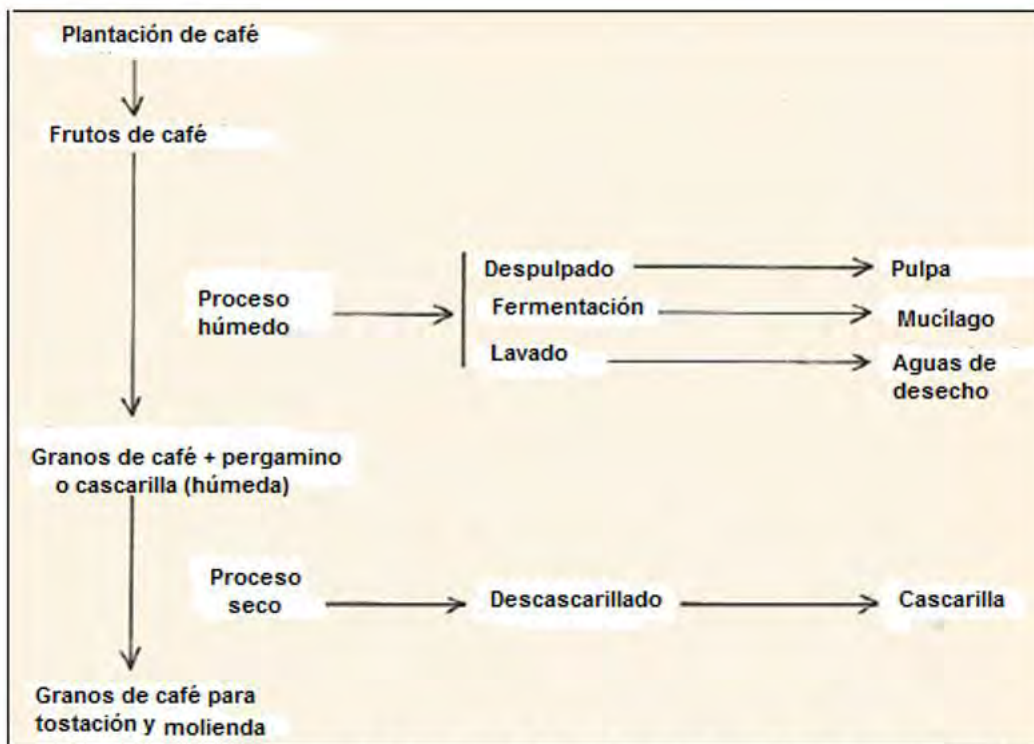 Plantación de café
Frutos de café
Proceso
húmedo
Despulpado
Pulpa
Fermentación
Mucílago
Lavado
Aguas de
desecho
Granos de café + pergamino
o cascarilla (húmeda)
Proceso
seco
Descascarillado
Cascarilla
Granos de café para
tostación y molienda